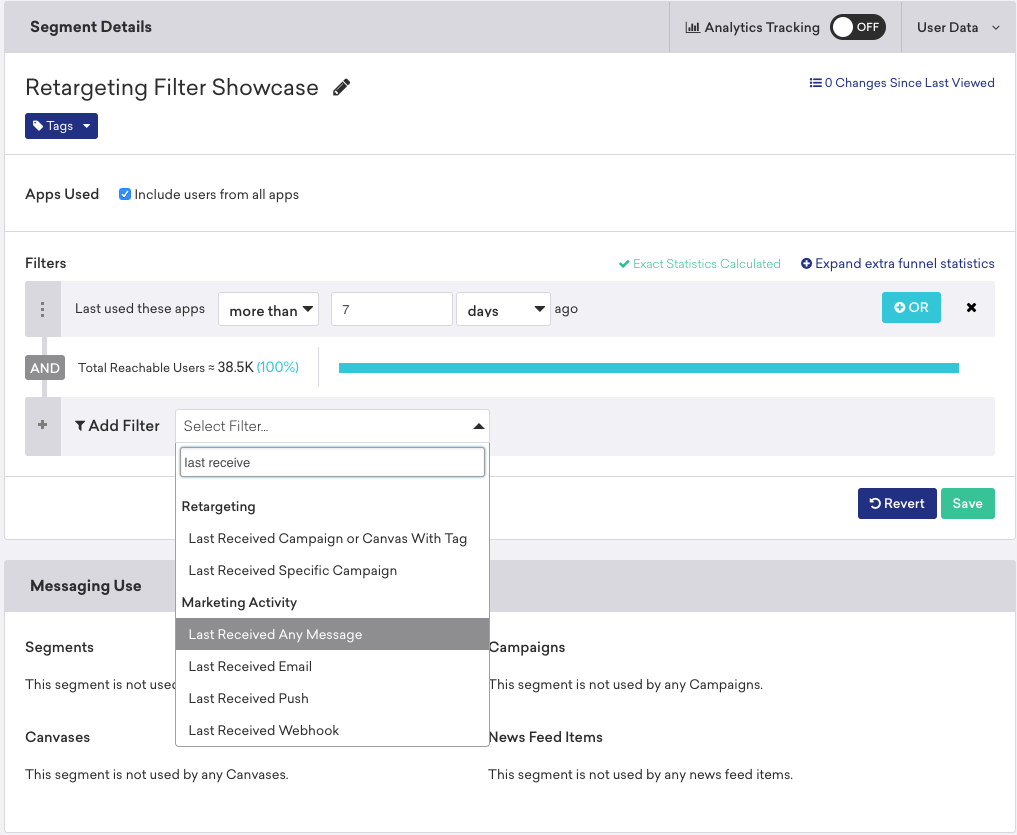 Segment Details
Analytics Tracking
OFF
User Data
Retargeting Filter Showcase
0 Changes Since Last Viewed
Tags
Apps Used
Include users from all apps
Filters
Exact Statistics Calculated
Expand extra funnel statistics
Last used these apps more than 7 days ago
OR
AND
Total Reachable Users ≈ 38.5K (100%)
Add Filter
Select Filter...
last receive
Retargeting
Last Received Campaign or Canvas With Tag
Last Received Specific Campaign
Marketing Activity
Last Received Any Message
Last Received Email
Last Received Push
Last Received Webhook
Revert
Save
Messaging Use
Segments
This segment is not used
Campaigns
This segment is not used by any Campaigns.
Canvases
This segment is not used by any Canvases.
News Feed Items
This segment is not used by any news feed items.